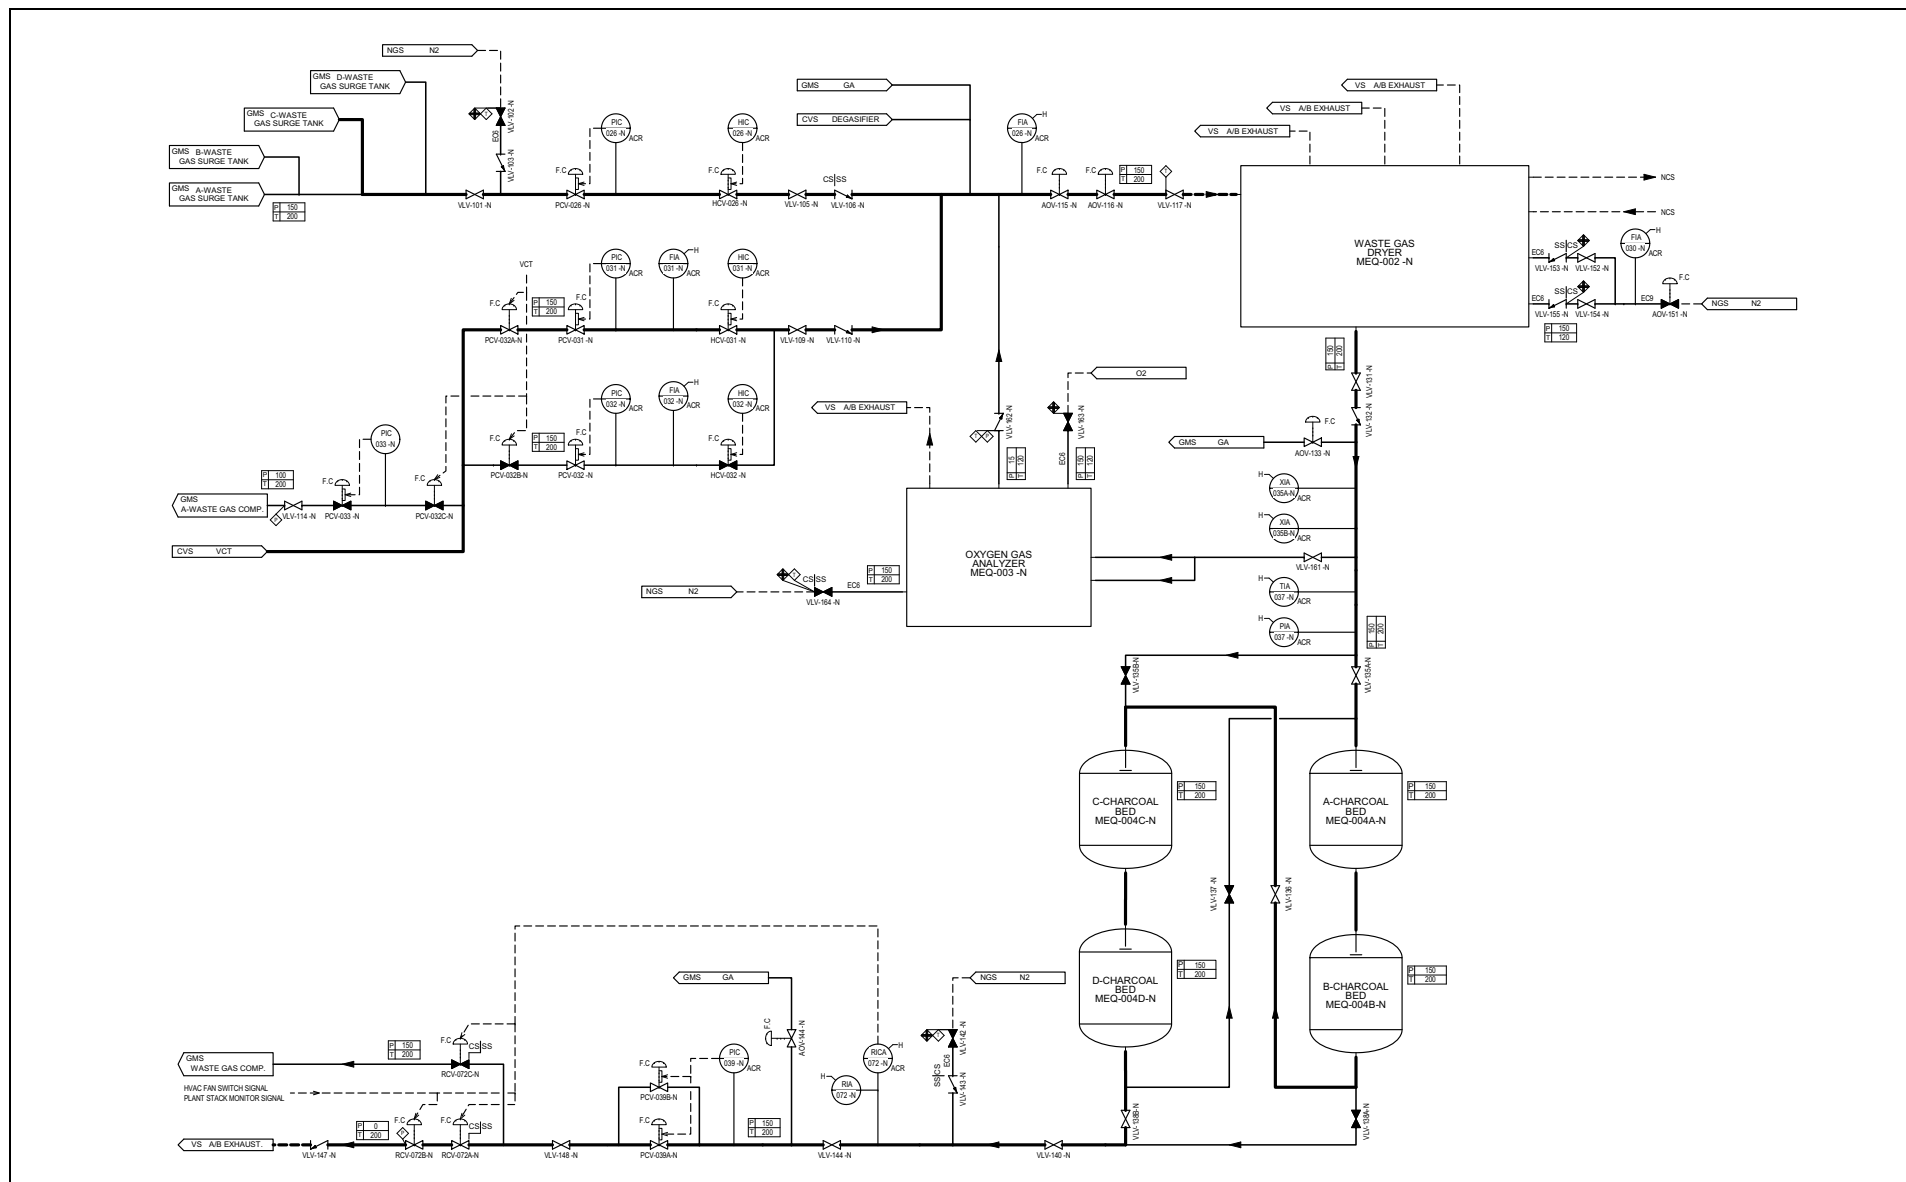 NGS N2
GMS D-WASTE
GAS SURGE TANK
GMS C-WASTE
GAS SURGE TANK
GMS B-WASTE
GAS SURGE TANK
GMS A-WASTE
GAS SURGE TANK
P 150
T 200
VLV-101 -N
T
VLV-102-N
EC6
VLV-103-N
F.C
PCV-026 -N
PIC
026 -N
ACR
HIC
026 -N
ACR
F.C
HCV-026 -N
VLV-105 -N
CS|SS
VLV-106 -N
GMS GA
CVS DEGASIFIER
FIA
026 -N
H
ACR
F.C
AOV-115 -N
F.C
AOV-116 -N
P 150
T 200
T
VLV-117 -N
VS A/B EXHAUST
VS A/B EXHAUST
VS A/B EXHAUST
WASTE GAS
DRYER
MEQ-002 -N
NCS
NCS
EC6
SS|CS
VLV-153 -N
VLV-152 -N
FIA
030 -N
H
ACR
EC6
SS|CS
VLV-155 -N
VLV-154 -N
EC9
F.C
AOV-151 -N
NGS N2
P 150
T 120
VCT
F.C
PCV-032A-N
P 150
T 200
F.C
PCV-031 -N
PIC
031 -N
ACR
FIA
031 -N
H
ACR
HIC
031 -N
ACR
F.C
HCV-031 -N
VLV-109 -N
VLV-110 -N
F.C
PCV-032B-N
P 150
T 200
F.C
PCV-032 -N
PIC
032 -N
ACR
FIA
032 -N
H
ACR
HIC
032 -N
ACR
F.C
HCV-032 -N
PIC
033 -N
P 100
T 200
GMS
A-WASTE GAS COMP.
P
VLV-114 -N
F.C
PCV-033 -N
F.C
PCV-032C-N
CVS VCT
VS A/B EXHAUST
T
P
VLV-162 -N
P 15
T 120
O2
VLV-163 -N
EC6
P 150
T 120
OXYGEN GAS
ANALYZER
MEQ-003 -N
NGS N2
T
CS|SS
VLV-164 -N
EC6
P 150
T 200
P 150
T 200
VLV-131 -N
VLV-132 -N
GMS GA
F.C
AOV-133 -N
H
XIA
035A-N
ACR
H
XIA
035B-N
ACR
VLV-161 -N
H
TIA
037 -N
ACR
H
PIA
037 -N
ACR
P 150
T 200
VLV-135B-N
VLV-135A-N
C-CHARCOAL
BED
MEQ-004C-N
P 150
T 200
A-CHARCOAL
BED
MEQ-004A-N
P 150
T 200
VLV-137 -N
VLV-136 -N
D-CHARCOAL
BED
MEQ-004D-N
P 150
T 200
B-CHARCOAL
BED
MEQ-004B-N
P 150
T 200
GMS GA
F.C
AOV-144 -N
NGS N2
T
VLV-142 -N
EC6
SS|CS
VLV-143 -N
GMS
WASTE GAS COMP.
P 150
T 200
F.C
CS|SS
RCV-072C-N
HVAC FAN SWITCH SIGNAL
PLANT STACK MONITOR SIGNAL
F.C
PCV-039B-N
PIC
039 -N
ACR
H
RIA
072 -N
RICA
072 -N
H
ACR
VS A/B EXHAUST.
VLV-147 -N
P 0
T 200
P
F.C
RCV-072B-N
F.C
CS|SS
RCV-072A-N
VLV-148 -N
F.C
PCV-039A-N
P 150
T 200
VLV-144 -N
VLV-140 -N
VLV-138B-N
VLV-138A-N